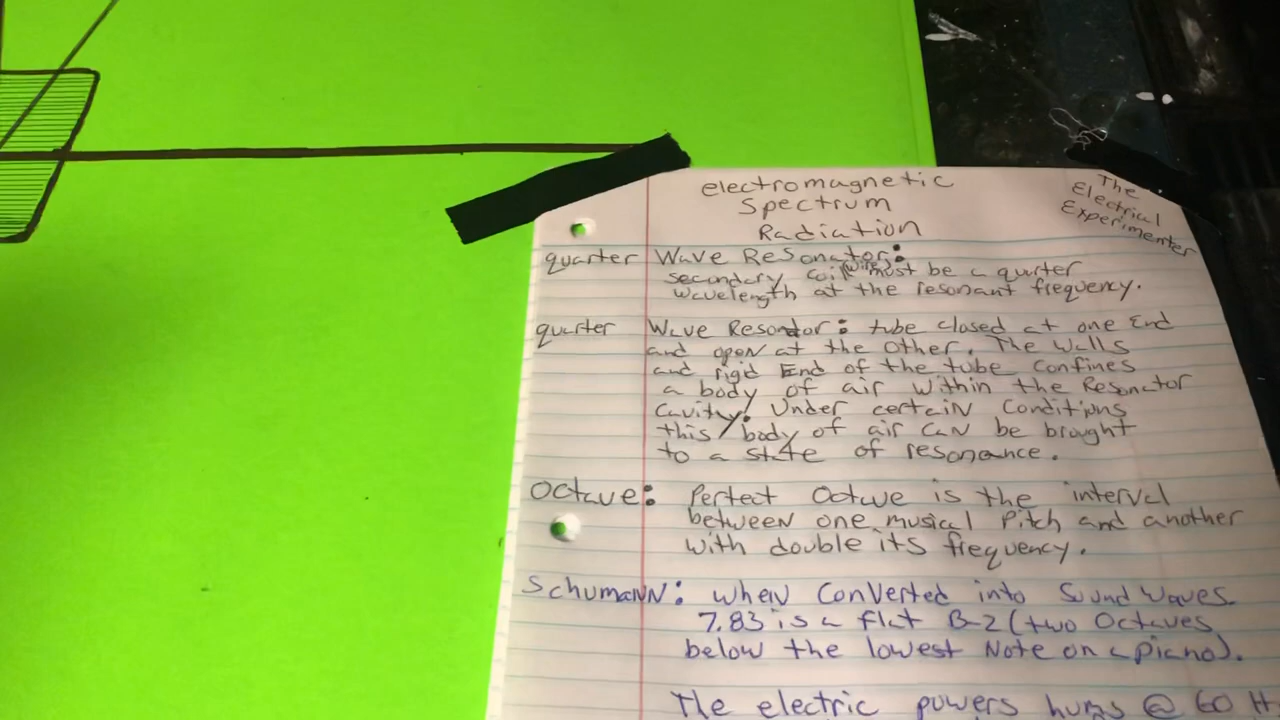 electromagnetic
Spectrum
Radiation
The
Electrical
Experimenter
quarter Wave Resonator:
secondary coil (wire) must be a qurter
wavelength at the resonant frequency.
quarter Wave Resonator: tube closed at one End
and open at the other. The walls
and rigid End of the tube confines
a body of air within the Resonator
Cavity! Under certain Conditions
this body of air can be brought
to a state of resonance.
Octave: Perfect Octave is the interval
between one musical Pitch and another
with double its frequency.
Schumann: when Converted into Sound waves
7.83 is a flat B-2 (two Octaves
below the lowest Note on a piano).
The electric powers hums @ 60 H